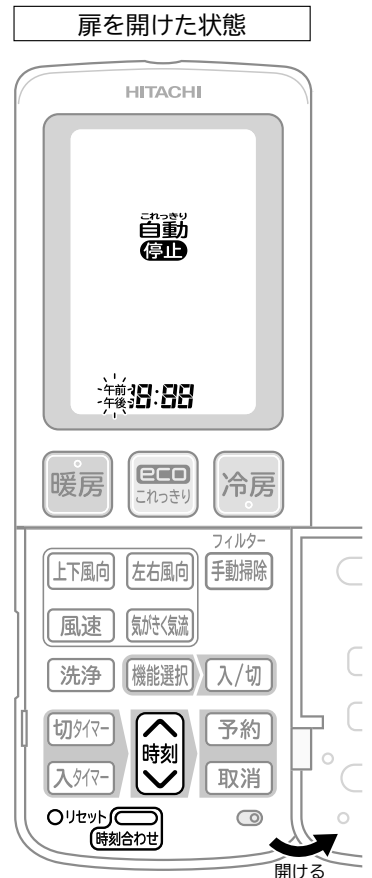 扉を開けた状態
HITACHI
これっきり
自動
停止
午前
午後 18:88
暖房
eco
これっきり
冷房
フィルター
上下風向 左右風向 手動掃除
風速 気がきく気流
洗浄 機能選択 入/切
切タイマー 時刻 予約
入タイマー 取消
リセット
時刻合わせ
開ける